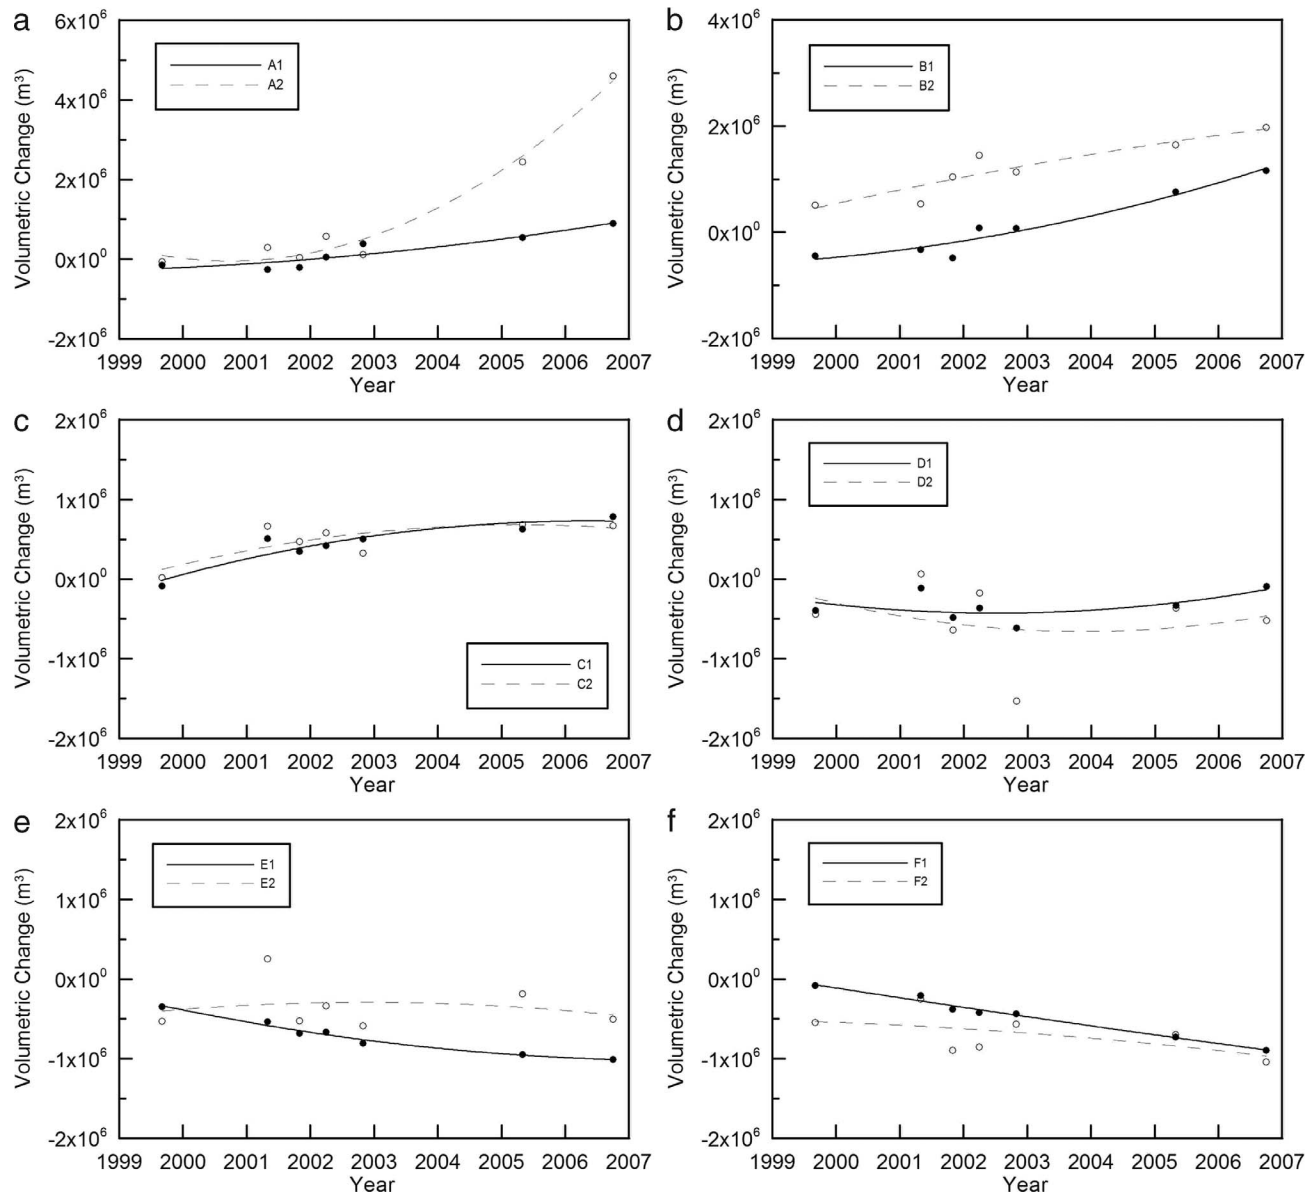 a
Volumetric Change (m³)
6x10⁶
4x10⁶
2x10⁶
0x10⁰
-2x10⁶
A1
A2
1999 2000 2001 2002 2003 2004 2005 2006 2007
Year
b
Volumetric Change (m³)
4x10⁶
2x10⁶
0x10⁰
-2x10⁶
B1
B2
1999 2000 2001 2002 2003 2004 2005 2006 2007
Year
c
Volumetric Change (m³)
2x10⁶
1x10⁶
0x10⁰
-1x10⁶
-2x10⁶
C1
C2
1999 2000 2001 2002 2003 2004 2005 2006 2007
Year
d
Volumetric Change (m³)
2x10⁶
1x10⁶
0x10⁰
-1x10⁶
-2x10⁶
D1
D2
1999 2000 2001 2002 2003 2004 2005 2006 2007
Year
e
Volumetric Change (m³)
2x10⁶
1x10⁶
0x10⁰
-1x10⁶
-2x10⁶
E1
E2
1999 2000 2001 2002 2003 2004 2005 2006 2007
Year
f
Volumetric Change (m³)
2x10⁶
1x10⁶
0x10⁰
-1x10⁶
-2x10⁶
F1
F2
1999 2000 2001 2002 2003 2004 2005 2006 2007
Year